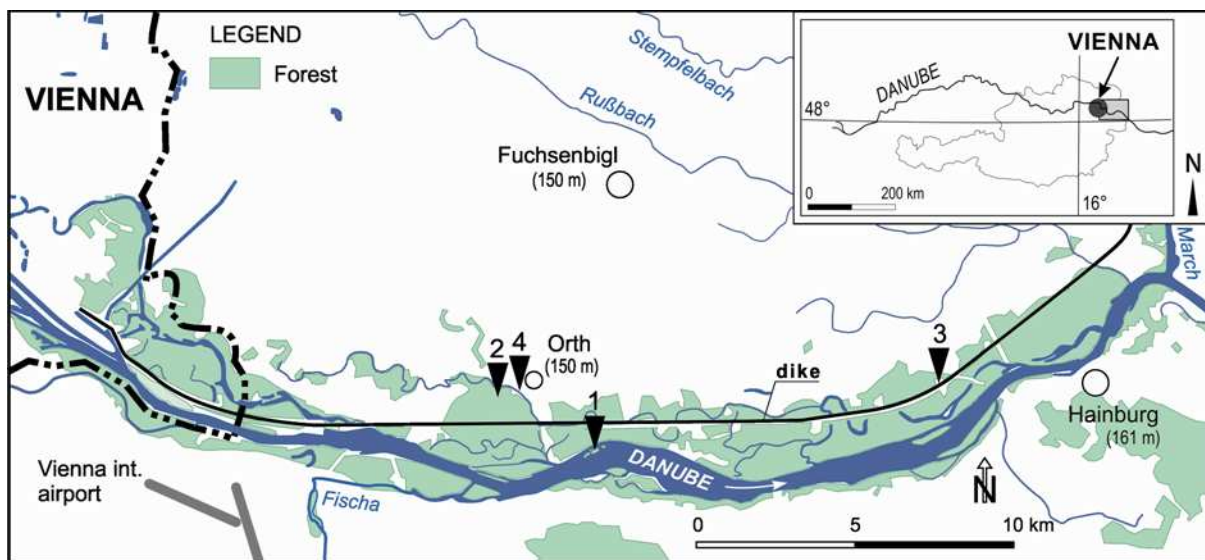 LEGEND
Forest
VIENNA
Stempfelbach
Rußbach
Fuchsenbigl
(150 m)
VIENNA
DANUBE
48°
16°
0 200 km
N
March
2
4
Orth
(150 m)
1
3
dike
Hainburg
(161 m)
DANUBE
Vienna int.
airport
Fischa
N
0 5 10 km